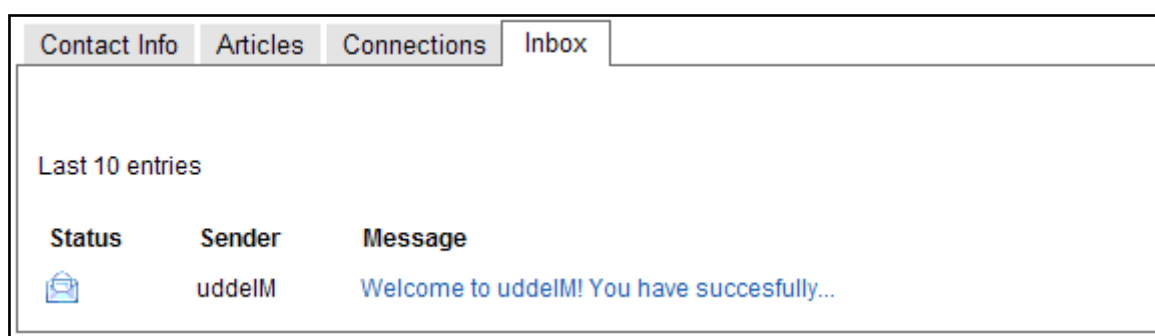 Contact Info Articles Connections Inbox
Last 10 entries
Status Sender Message
uddeIM Welcome to uddeIM! You have succesfully...